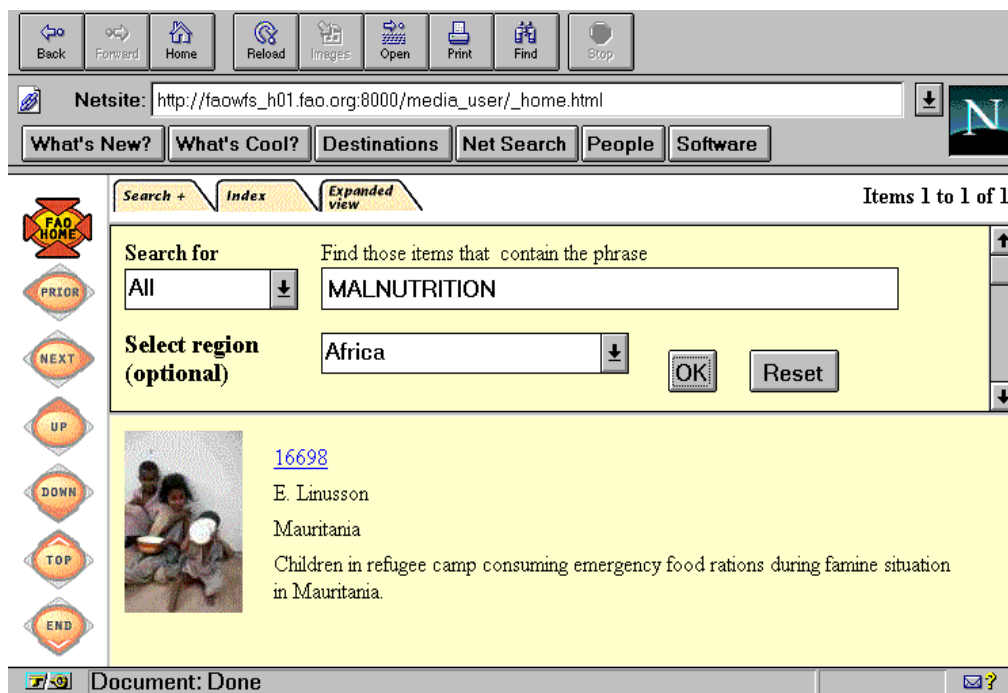 Back Forward Home Reload Images Open Print Find Stop
Netsite: http://faowfs_h01.fao.org:8000/media_user/_home.html
N
What's New? What's Cool? Destinations Net Search People Software
Search + Index Expanded view
Items 1 to 1 of 1
FAO HOME
PRIOR
NEXT
UP
DOWN
TOP
END
Search for
Find those items that contain the phrase
All
MALNUTRITION
Select region
(optional)
Africa
OK
Reset
16698
E. Linusson
Mauritania
Children in refugee camp consuming emergency food rations during famine situation
in Mauritania.
Document: Done
?